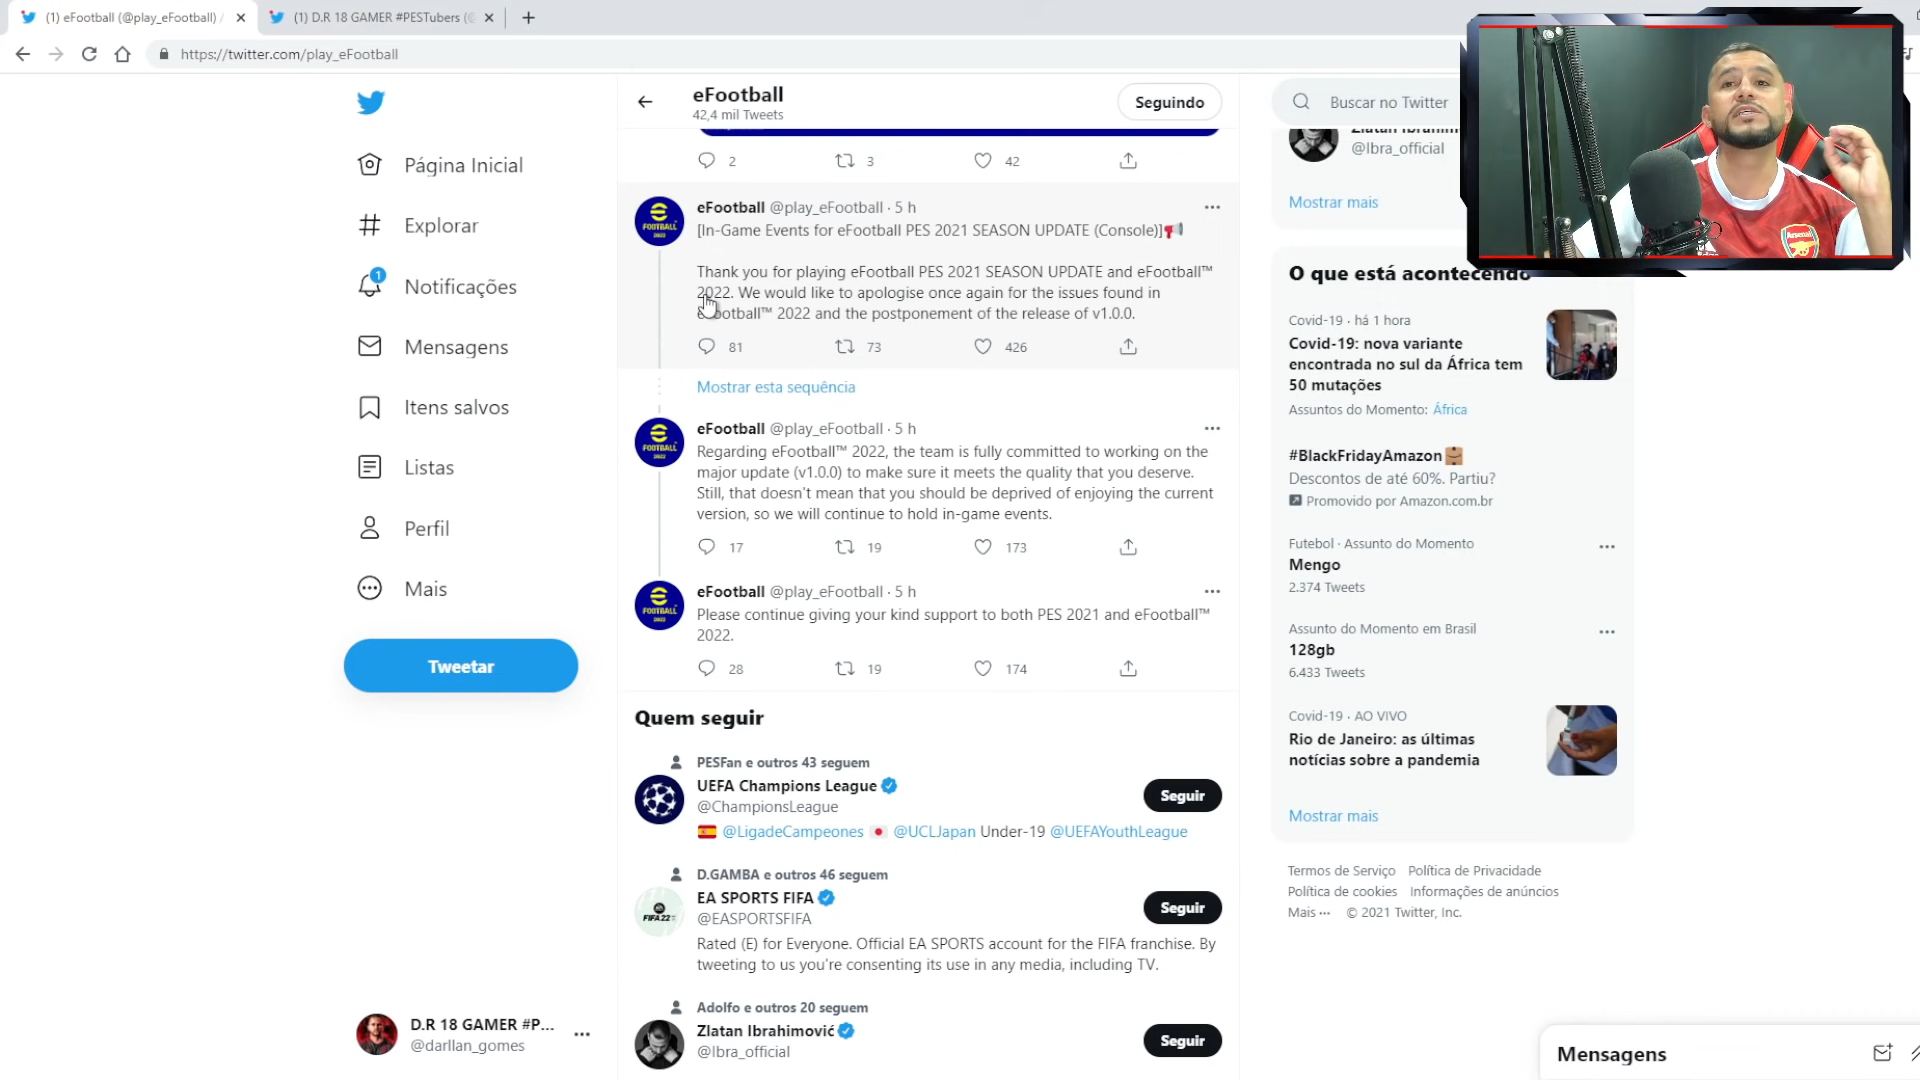 (1) eFootball (@play_efootball) /
(1) D.R 18 GAMER #PESTubers (@
https://twitter.com/play_eFootball
Página Inicial
Explorar
1
Notificações
Mensagens
Itens salvos
Listas
Perfil
Mais
Tweetar
D.R 18 GAMER #P...
@darllan_gomes
eFootball
42,4 mil Tweets
Seguindo
2 3 42
eFootball @play_eFootball · 5 h
[In-Game Events for eFootball PES 2021 SEASON UPDATE (Console)]
Thank you for playing eFootball PES 2021 SEASON UPDATE and eFootball™
2022. We would like to apologise once again for the issues found in
eFootball™ 2022 and the postponement of the release of v1.0.0.
81 73 426
Mostrar esta sequência
eFootball @play_eFootball · 5 h
Regarding eFootball™ 2022, the team is fully committed to working on the
major update (v1.0.0) to make sure it meets the quality that you deserve.
Still, that doesn't mean that you should be deprived of enjoying the current
version, so we will continue to hold in-game events.
17 19 173
eFootball @play_eFootball · 5 h
Please continue giving your kind support to both PES 2021 and eFootball™
2022.
28 19 174
Quem seguir
PESFan e outros 43 seguem
UEFA Champions League
@ChampionsLeague
Seguir
@LigadeCampeones @UCLJapan Under-19 @UEFAYouthLeague
D.GAMBA e outros 46 seguem
EA SPORTS FIFA
@EASPORTSFIFA
Seguir
Rated (E) for Everyone. Official EA SPORTS account for the FIFA franchise. By
tweeting to us you're consenting its use in any media, including TV.
Adolfo e outros 20 seguem
Zlatan Ibrahimović
@Ibra_official
Seguir
Buscar no Twitter
@Ibra_official
Mostrar mais
O que está acontecendo
Covid-19 · há 1 hora
Covid-19: nova variante
encontrada no sul da África tem
50 mutações
Assuntos do Momento: África
#BlackFridayAmazon
Descontos de até 60%. Partiu?
Promovido por Amazon.com.br
Futebol · Assunto do Momento
Mengo
2.374 Tweets
Assunto do Momento em Brasil
128gb
6.433 Tweets
Covid-19 · AO VIVO
Rio de Janeiro: as últimas
notícias sobre a pandemia
Mostrar mais
Termos de Serviço Política de Privacidade
Política de cookies Informações de anúncios
Mais ··· © 2021 Twitter, Inc.
Mensagens
Arsenal
FOOTBALL
2022
FOOTBALL
2022
FOOTBALL
2022
FIFA 22